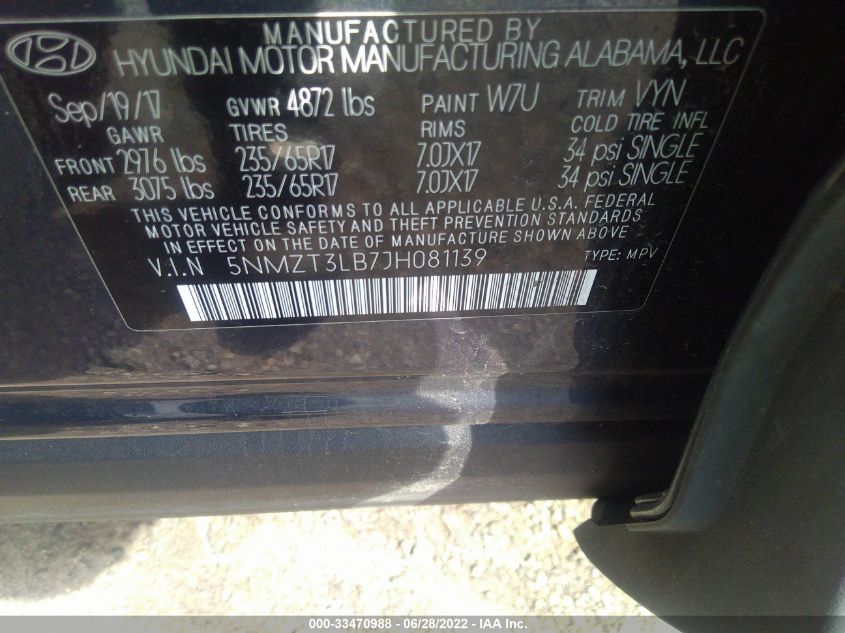 MANUFACTURED BY
HYUNDAI MOTOR MANUFACTURING ALABAMA, LLC
Sep/19/17 GVWR 4872 lbs PAINT W7U TRIM VYN
GAWR TIRES RIMS COLD TIRE INFL
FRONT 2976 lbs 235/65R17 7.0JX17 34 psi SINGLE
REAR 3075 lbs 235/65R17 7.0JX17 34 psi SINGLE
THIS VEHICLE CONFORMS TO ALL APPLICABLE U.S.A. FEDERAL
MOTOR VEHICLE SAFETY AND THEFT PREVENTION STANDARDS
IN EFFECT ON THE DATE OF MANUFACTURE SHOWN ABOVE
V.I.N 5NMZT3LB7JH081139 TYPE: MPV
000-33470988 - 06/28/2022 - IAA Inc.